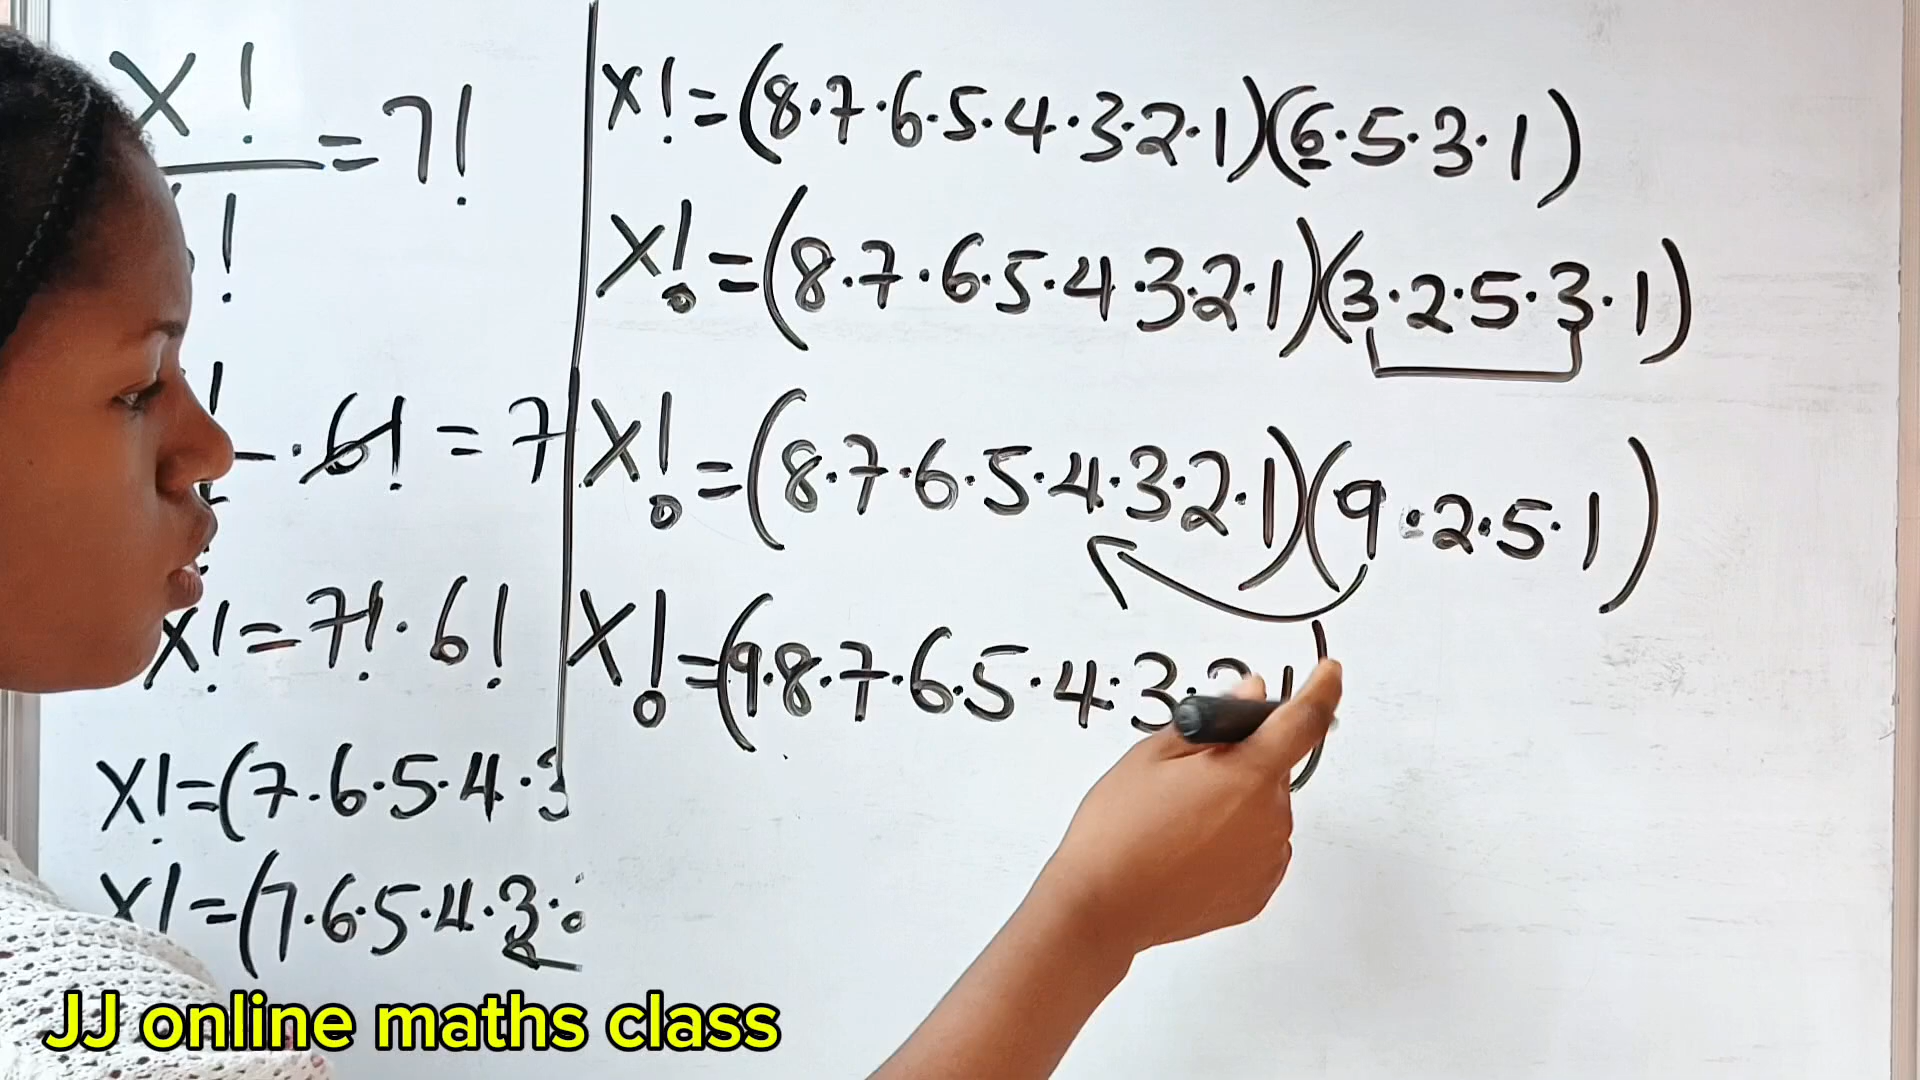 X! = 7!
!
· 6! = 7
X! = 7! · 6!
X! = (7 · 6 · 5 · 4 · 3
X! = (7 · 6 · 5 · 4 · 3 ·
X! = (8 · 7 · 6 · 5 · 4 · 3 · 2 · 1)(6 · 5 · 3 · 1)
X! = (8 · 7 · 6 · 5 · 4 · 3 · 2 · 1)(3 · 2 · 5 · 3 · 1)
X! = (8 · 7 · 6 · 5 · 4 · 3 · 2 · 1)(9 · 2 · 5 · 1)
X! = (9 · 8 · 7 · 6 · 5 · 4 · 3 · 2 · 1)
JJ online maths class